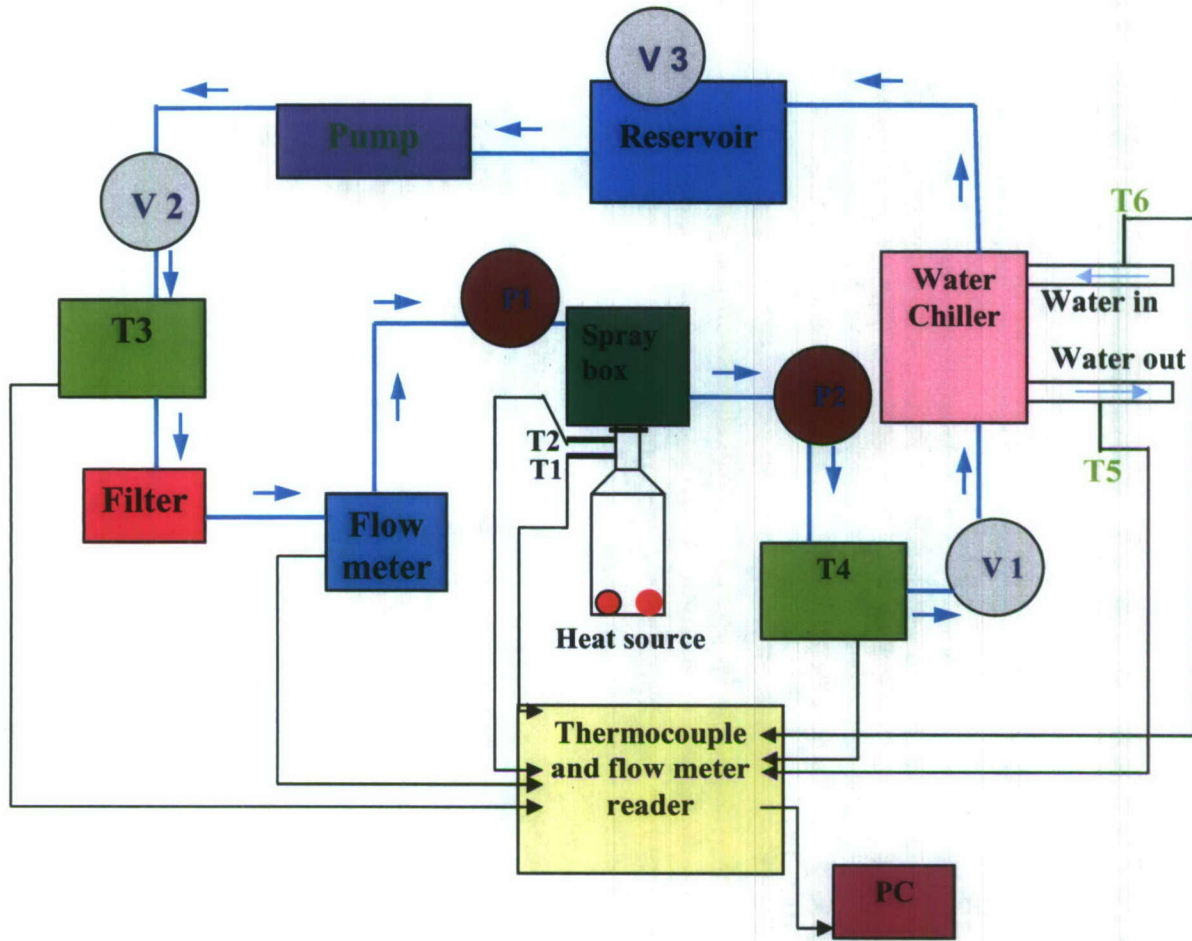 V 3
Pump
Reservoir
V 2
T6
Water
Chiller
Water in
T3
P1
Spray
box
Water out
P2
T2
T1
T5
Filter
Flow
meter
T4
V 1
Heat source
Thermocouple
and flow meter
reader
PC